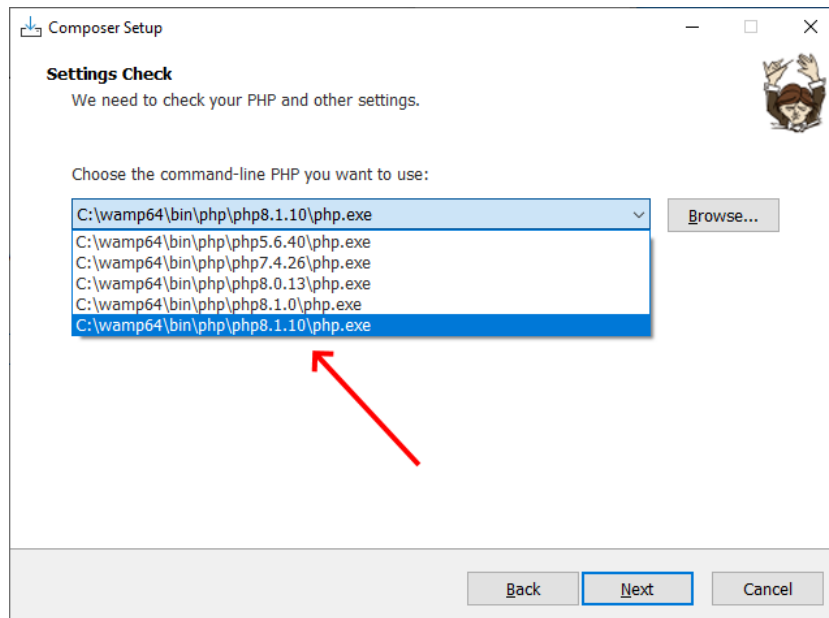 Composer Setup
Settings Check
We need to check your PHP and other settings.
Choose the command-line PHP you want to use:
C:\wamp64\bin\php\php8.1.10\php.exe
Browse...
C:\wamp64\bin\php\php5.6.40\php.exe
C:\wamp64\bin\php\php7.4.26\php.exe
C:\wamp64\bin\php\php8.0.13\php.exe
C:\wamp64\bin\php\php8.1.0\php.exe
C:\wamp64\bin\php\php8.1.10\php.exe
Back
Next
Cancel